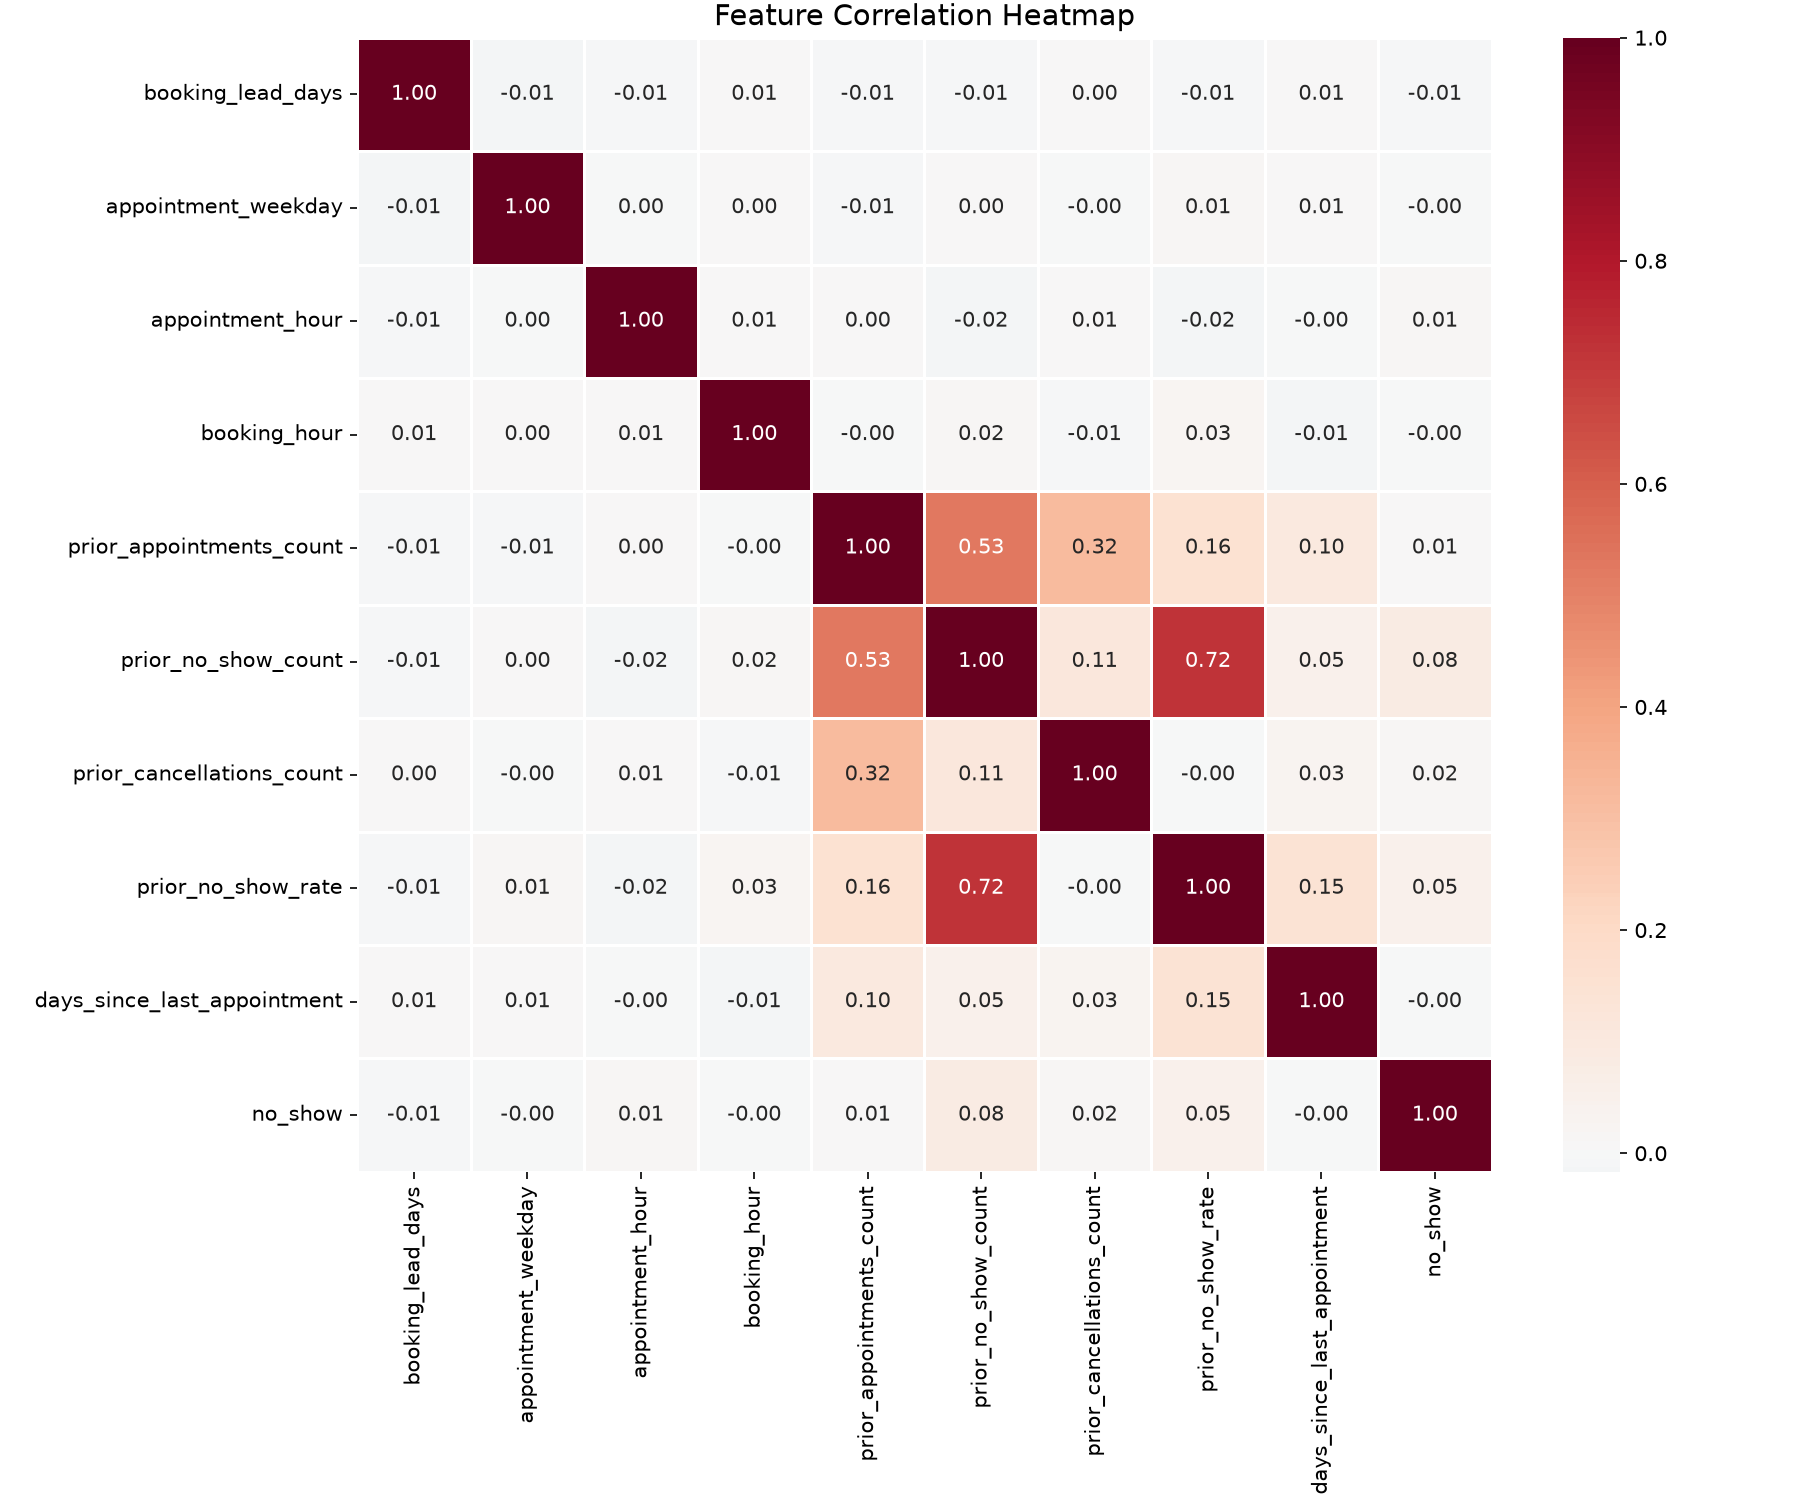 Feature Correlation Heatmap
booking_lead_days 1.00 -0.01 -0.01 0.01 -0.01 -0.01 0.00 -0.01 0.01 -0.01
appointment_weekday -0.01 1.00 0.00 0.00 -0.01 0.00 -0.00 0.01 0.01 -0.00
appointment_hour -0.01 0.00 1.00 0.01 0.00 -0.02 0.01 -0.02 -0.00 0.01
booking_hour 0.01 0.00 0.01 1.00 -0.00 0.02 -0.01 0.03 -0.01 -0.00
prior_appointments_count -0.01 -0.01 0.00 -0.00 1.00 0.53 0.32 0.16 0.10 0.01
prior_no_show_count -0.01 0.00 -0.02 0.02 0.53 1.00 0.11 0.72 0.05 0.08
prior_cancellations_count 0.00 -0.00 0.01 -0.01 0.32 0.11 1.00 -0.00 0.03 0.02
prior_no_show_rate -0.01 0.01 -0.02 0.03 0.16 0.72 -0.00 1.00 0.15 0.05
days_since_last_appointment 0.01 0.01 -0.00 -0.01 0.10 0.05 0.03 0.15 1.00 -0.00
no_show -0.01 -0.00 0.01 -0.00 0.01 0.08 0.02 0.05 -0.00 1.00
booking_lead_days
appointment_weekday
appointment_hour
booking_hour
prior_appointments_count
prior_no_show_count
prior_cancellations_count
prior_no_show_rate
days_since_last_appointment
no_show
1.0
0.8
0.6
0.4
0.2
0.0